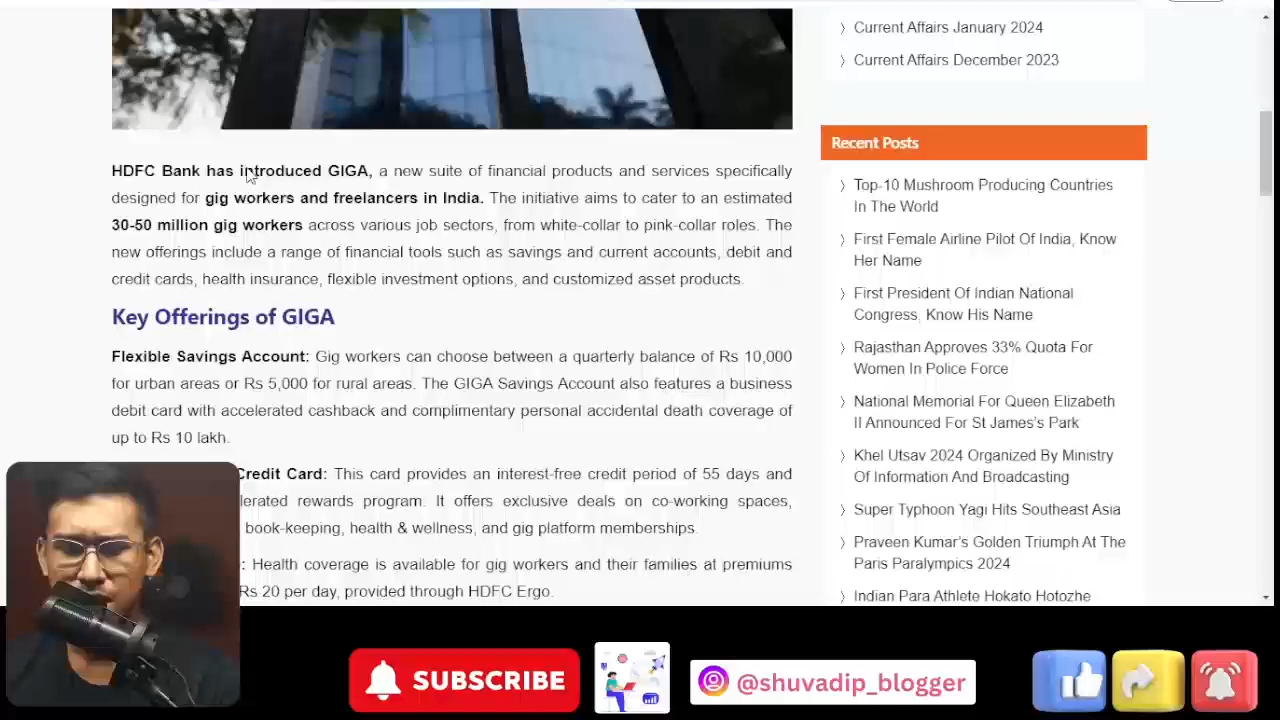 HDFC Bank has introduced GIGA, a new suite of financial products and services specifically
designed for gig workers and freelancers in India. The initiative aims to cater to an estimated
30-50 million gig workers across various job sectors, from white-collar to pink-collar roles. The
new offerings include a range of financial tools such as savings and current accounts, debit and
credit cards, health insurance, flexible investment options, and customized asset products.
Key Offerings of GIGA
Flexible Savings Account: Gig workers can choose between a quarterly balance of Rs 10,000
for urban areas or Rs 5,000 for rural areas. The GIGA Savings Account also features a business
debit card with accelerated cashback and complimentary personal accidental death coverage of
up to Rs 10 lakh.
Credit Card: This card provides an interest-free credit period of 55 days and
lerated rewards program. It offers exclusive deals on co-working spaces,
book-keeping, health & wellness, and gig platform memberships.
: Health coverage is available for gig workers and their families at premiums
Rs 20 per day, provided through HDFC Ergo.
Current Affairs January 2024
Current Affairs December 2023
Recent Posts
Top-10 Mushroom Producing Countries
In The World
First Female Airline Pilot Of India, Know
Her Name
First President Of Indian National
Congress, Know His Name
Rajasthan Approves 33% Quota For
Women In Police Force
National Memorial For Queen Elizabeth
II Announced For St James's Park
Khel Utsav 2024 Organized By Ministry
Of Information And Broadcasting
Super Typhoon Yagi Hits Southeast Asia
Praveen Kumar's Golden Triumph At The
Paris Paralympics 2024
Indian Para Athlete Hokato Hotozhe
SUBSCRIBE
@shuvadip_blogger